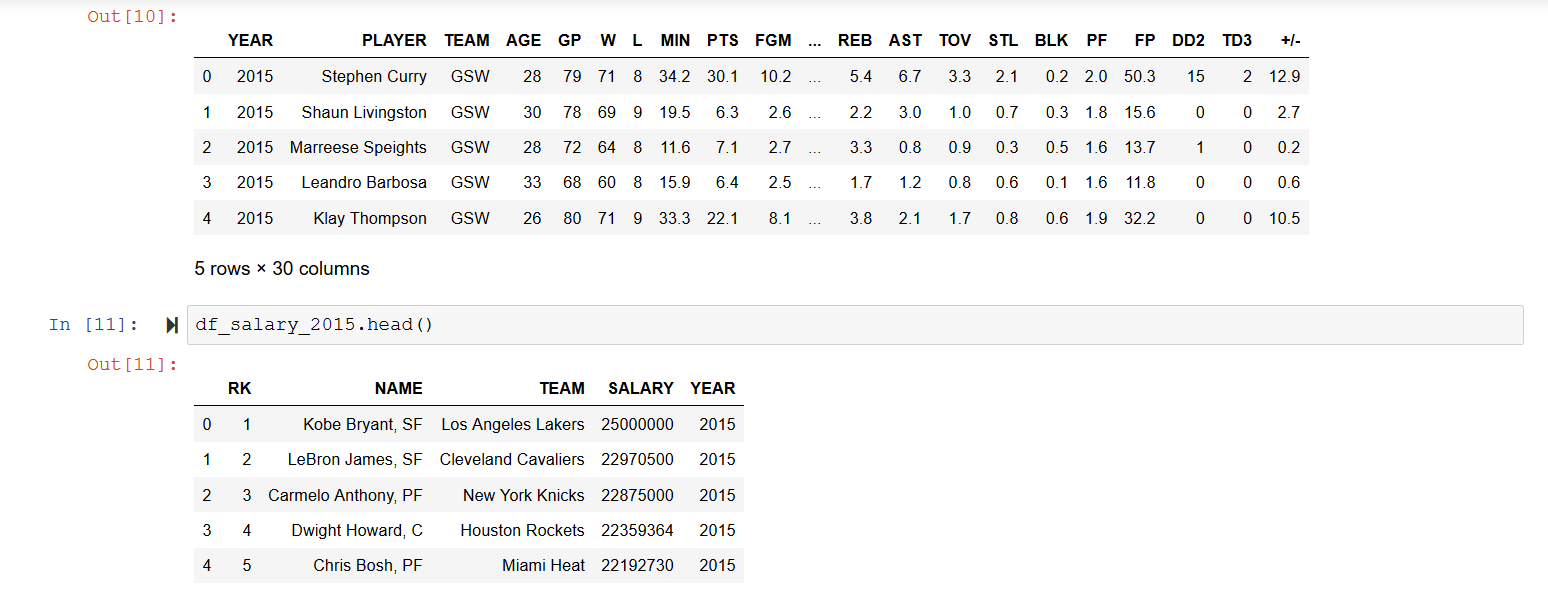 Out[10]:
YEAR PLAYER TEAM AGE GP W L MIN PTS FGM ... REB AST TOV STL BLK PF FP DD2 TD3 +/-
0 2015 Stephen Curry GSW 28 79 71 8 34.2 30.1 10.2 ... 5.4 6.7 3.3 2.1 0.2 2.0 50.3 15 2 12.9
1 2015 Shaun Livingston GSW 30 78 69 9 19.5 6.3 2.6 ... 2.2 3.0 1.0 0.7 0.3 1.8 15.6 0 0 2.7
2 2015 Marreese Speights GSW 28 72 64 8 11.6 7.1 2.7 ... 3.3 0.8 0.9 0.3 0.5 1.6 13.7 1 0 0.2
3 2015 Leandro Barbosa GSW 33 68 60 8 15.9 6.4 2.5 ... 1.7 1.2 0.8 0.6 0.1 1.6 11.8 0 0 0.6
4 2015 Klay Thompson GSW 26 80 71 9 33.3 22.1 8.1 ... 3.8 2.1 1.7 0.8 0.6 1.9 32.2 0 0 10.5
5 rows × 30 columns
In [11]: df_salary_2015.head()
Out[11]:
RK NAME TEAM SALARY YEAR
0 1 Kobe Bryant, SF Los Angeles Lakers 25000000 2015
1 2 LeBron James, SF Cleveland Cavaliers 22970500 2015
2 3 Carmelo Anthony, PF New York Knicks 22875000 2015
3 4 Dwight Howard, C Houston Rockets 22359364 2015
4 5 Chris Bosh, PF Miami Heat 22192730 2015